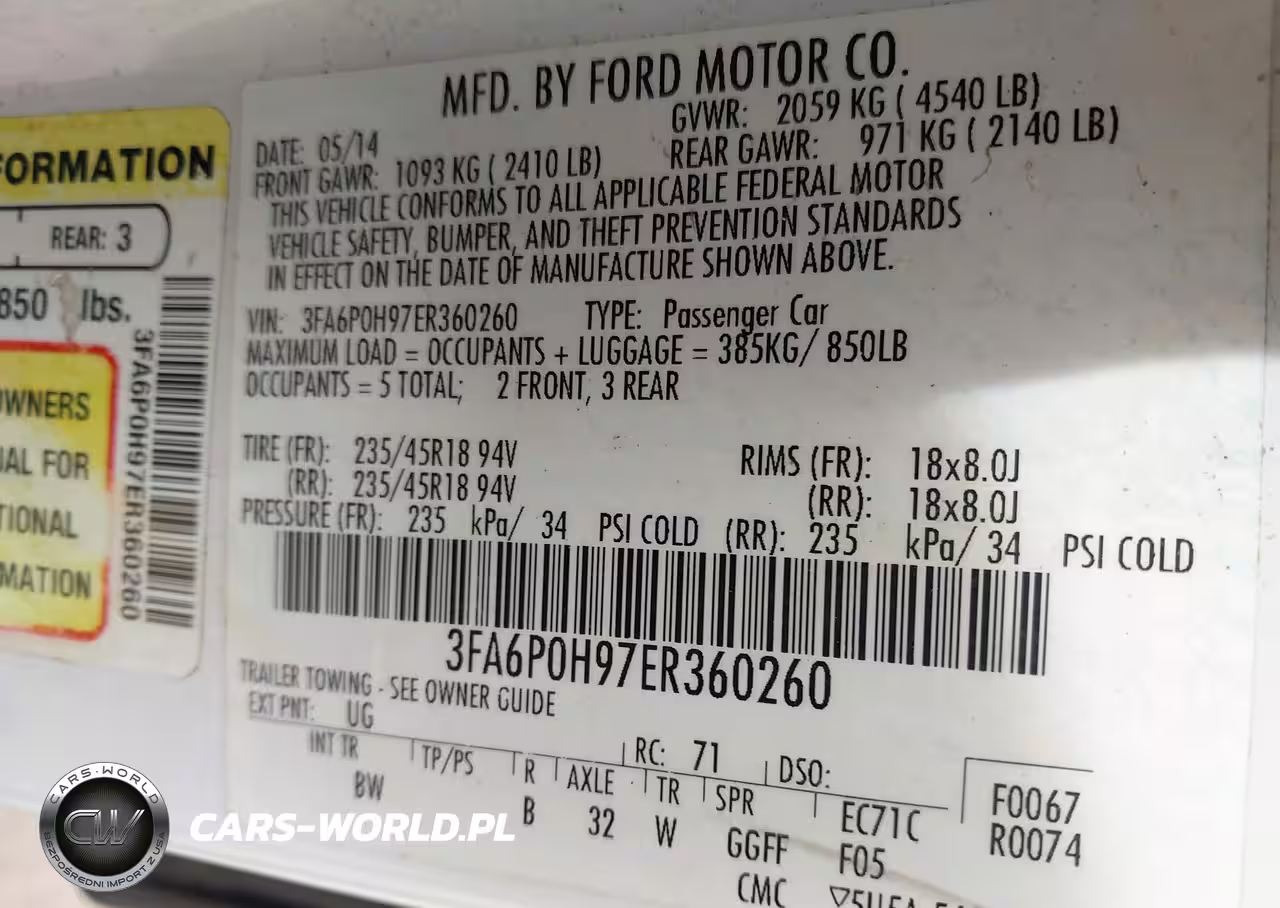 FORMATION
REAR: 3
850 lbs.
OWNERS
UAL FOR
TIONAL
MATION
3FA6P0H97ER360260
MFD. BY FORD MOTOR CO.
DATE: 05/14 GVWR: 2059 KG ( 4540 LB)
FRONT GAWR: 1093 KG ( 2410 LB) REAR GAWR: 971 KG ( 2140 LB)
THIS VEHICLE CONFORMS TO ALL APPLICABLE FEDERAL MOTOR
VEHICLE SAFETY, BUMPER, AND THEFT PREVENTION STANDARDS
IN EFFECT ON THE DATE OF MANUFACTURE SHOWN ABOVE.
VIN: 3FA6P0H97ER360260 TYPE: Passenger Car
MAXIMUM LOAD = OCCUPANTS + LUGGAGE = 385KG/ 850LB
OCCUPANTS = 5 TOTAL; 2 FRONT, 3 REAR
TIRE (FR): 235/45R18 94V RIMS (FR): 18x8.0J
(RR): 235/45R18 94V (RR): 18x8.0J
PRESSURE (FR): 235 kPa/ 34 PSI COLD (RR): 235 kPa/ 34 PSI COLD
3FA6P0H97ER360260
TRAILER TOWING - SEE OWNER GUIDE
EXT PNT: UG RC: 71 DSO:
INT TR TP/PS R AXLE TR SPR EC71C F0067
BW B 32 W GGFF F05 R0074
CMC
CARS-WORLD
CW
BEZPOŚREDNI IMPORT Z USA
CARS-WORLD.PL